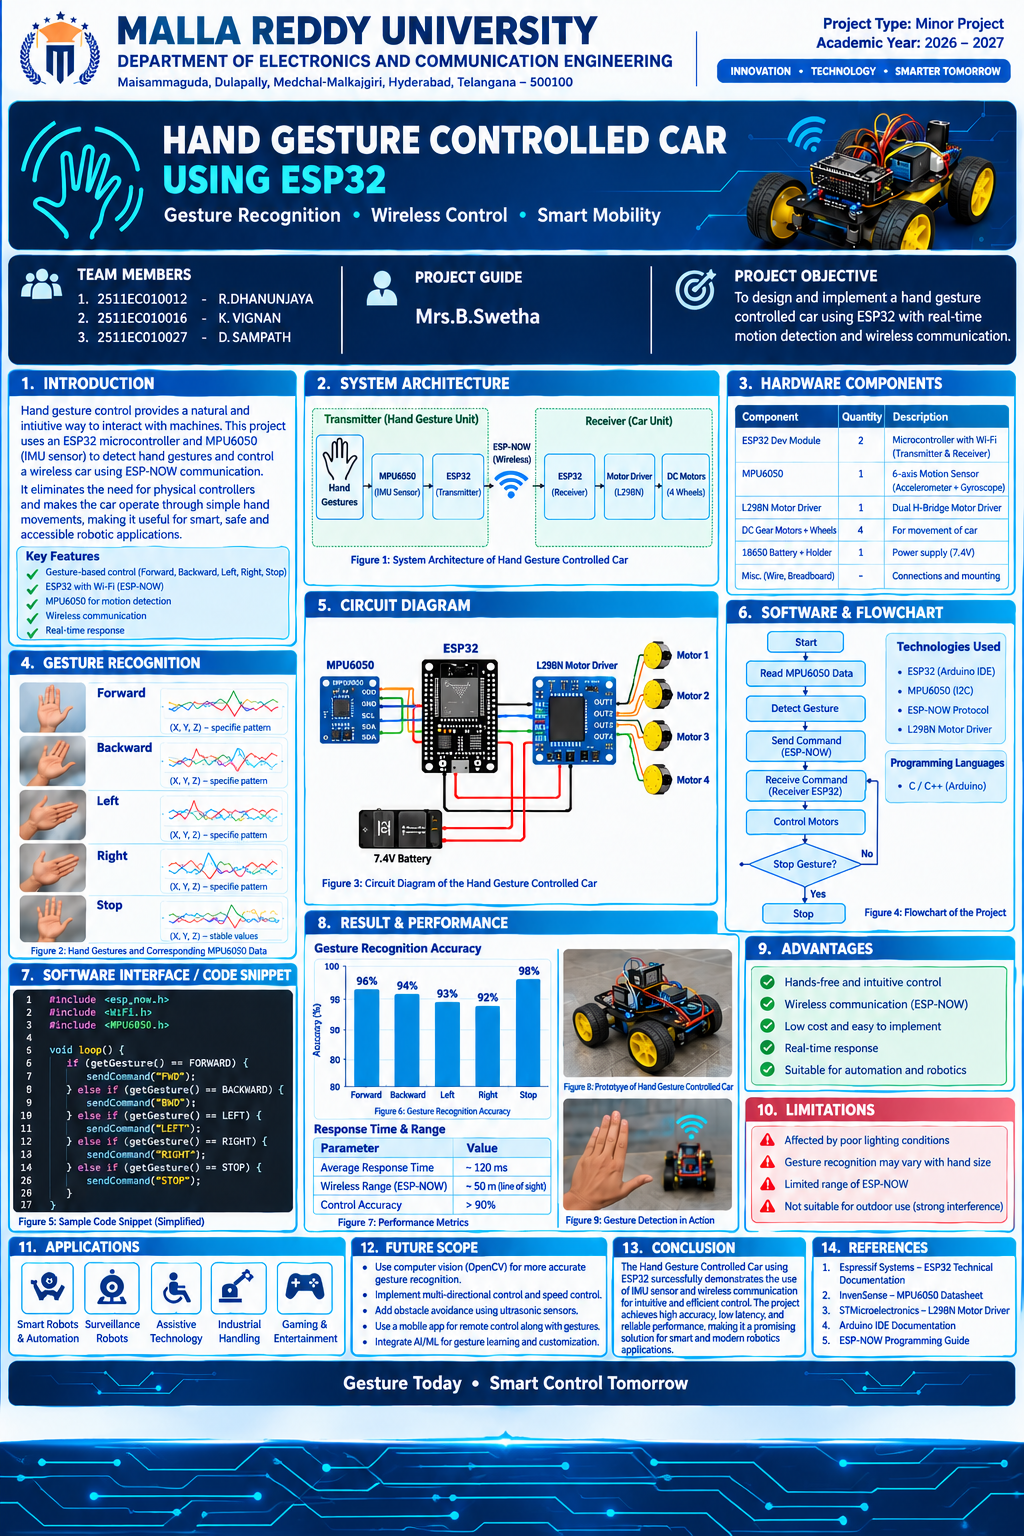 MALLA REDDY UNIVERSITY
DEPARTMENT OF ELECTRONICS AND COMMUNICATION ENGINEERING
Maisammaguda, Dulapally, Medchal-Malkajgiri, Hyderabad, Telangana – 500100
Project Type: Minor Project
Academic Year: 2026 – 2027
INNOVATION • TECHNOLOGY • SMARTER TOMORROW
HAND GESTURE CONTROLLED CAR
USING ESP32
Gesture Recognition • Wireless Control • Smart Mobility
TEAM MEMBERS
1. 2511EC010012 - R.DHANUNJAYA
2. 2511EC010016 - K. VIGNAN
3. 2511EC010027 - D. SAMPATH
PROJECT GUIDE
Mrs.B.Swetha
PROJECT OBJECTIVE
To design and implement a hand gesture
controlled car using ESP32 with real-time
motion detection and wireless communication.
1. INTRODUCTION
Hand gesture control provides a natural and
intiutive way to interact with machines. This project
uses an ESP32 microcontroller and MPU6050
(IMU sensor) to detect hand gestures and control
a wireless car using ESP-NOW communication.
It eliminates the need for physical controllers
and makes the car operate through simple hand
movements, making it useful for smart, safe and
accessible robotic applications.
Key Features
Gesture-based control (Forward, Backward, Left, Right, Stop)
ESP32 with Wi-Fi (ESP-NOW)
MPU6050 for motion detection
Wireless communication
Real-time response
2. SYSTEM ARCHITECTURE
Transmitter (Hand Gesture Unit)
Hand
Gestures
MPU6050
(IMU Sensor)
ESP32
(Transmitter)
ESP-NOW
(Wireless)
Receiver (Car Unit)
ESP32
(Receiver)
Motor Driver
(L298N)
DC Motors
(4 Wheels)
Figure 1: System Architecture of Hand Gesture Controlled Car
3. HARDWARE COMPONENTS
Component Quantity Description
ESP32 Dev Module 2 Microcontroller with Wi-Fi
(Transmitter & Receiver)
MPU6050 1 6-axis Motion Sensor
(Accelerometer + Gyroscope)
L298N Motor Driver 1 Dual H-Bridge Motor Driver
DC Gear Motors + Wheels 4 For movement of car
18650 Battery + Holder 1 Power supply (7.4V)
Misc. (Wire, Breadboard) - Connections and mounting
4. GESTURE RECOGNITION
Forward
(X, Y, Z) – specific pattern
Backward
(X, Y, Z) – specific pattern
Left
(X, Y, Z) – specific pattern
Right
(X, Y, Z) – specific pattern
Stop
(X, Y, Z) – stable values
Figure 2: Hand Gestures and Corresponding MPU6050 Data
5. CIRCUIT DIAGRAM
MPU6050
GND
SCL
SDA
SDA
ESP32
L298N Motor Driver
OUT1
OUT2
OUT4
Motor 1
Motor 2
Motor 3
Motor 4
7.4V Battery
Figure 3: Circuit Diagram of the Hand Gesture Controlled Car
6. SOFTWARE & FLOWCHART
Start
Read MPU6050 Data
Detect Gesture
Send Command
(ESP-NOW)
Receive Command
(Receiver ESP32)
Control Motors
Stop Gesture?
No
Yes
Stop
Technologies Used
• ESP32 (Arduino IDE)
• MPU6050 (I2C)
• ESP-NOW Protocol
• L298N Motor Driver
Programming Languages
• C / C++ (Arduino)
Figure 4: Flowchart of the Project
7. SOFTWARE INTERFACE / CODE SNIPPET
1 #include <esp_now.h>
2 #include <WiFi.h>
3 #include <MPU6050.h>
4
5 void loop() {
6 if (getGesture() == FORWARD) {
7 sendCommand("FWD");
8 } else if (getGesture() == BACKWARD) {
9 sendCommand("BWD");
10 } else if (getGesture() == LEFT) {
11 sendCommand("LEFT");
12 } else if (getGesture() == RIGHT) {
13 sendCommand("RIGHT");
14 } else if (getGesture() == STOP) {
26 sendCommand("STOP");
20 }
17 }
Figure 5: Sample Code Snippet (Simplified)
8. RESULT & PERFORMANCE
Gesture Recognition Accuracy
Accuracy (%)
100
95
90
80
80
96%
94%
93%
92%
98%
Forward Backward Left Right Stop
Figure 6: Gesture Recognition Accuracy
Response Time & Range
Parameter Value
Average Response Time ~ 120 ms
Wireless Range (ESP-NOW) ~ 50 m (line of sight)
Control Accuracy > 90%
Figure 7: Performance Metrics
Figure 8: Prototype of Hand Gesture Controlled Car
Figure 9: Gesture Detection in Action
9. ADVANTAGES
Hands-free and intuitive control
Wireless communication (ESP-NOW)
Low cost and easy to implement
Real-time response
Suitable for automation and robotics
10. LIMITATIONS
Affected by poor lighting conditions
Gesture recognition may vary with hand size
Limited range of ESP-NOW
Not suitable for outdoor use (strong interference)
11. APPLICATIONS
Smart Robots
& Automation
Surveillance
Robots
Assistive
Technology
Industrial
Handling
Gaming &
Entertainment
12. FUTURE SCOPE
• Use computer vision (OpenCV) for more accurate
gesture recognition.
• Implement multi-directional control and speed control.
• Add obstacle avoidance using ultrasonic sensors.
• Use a mobile app for remote control along with gestures.
• Integrate AI/ML for gesture learning and customization.
13. CONCLUSION
The Hand Gesture Controlled Car using
ESP32 successfully demonstrates the use
of IMU sensor and wireless communication
for intuitive and efficient control. The project
achieves high accuracy, low latency, and
reliable performance, making it a promising
solution for smart and modern robotics
applications.
14. REFERENCES
1. Espressif Systems – ESP32 Technical
Documentation
2. InvenSense – MPU6050 Datasheet
3. STMicroelectronics – L298N Motor Driver
4. Arduino IDE Documentation
5. ESP-NOW Programming Guide
Gesture Today • Smart Control Tomorrow